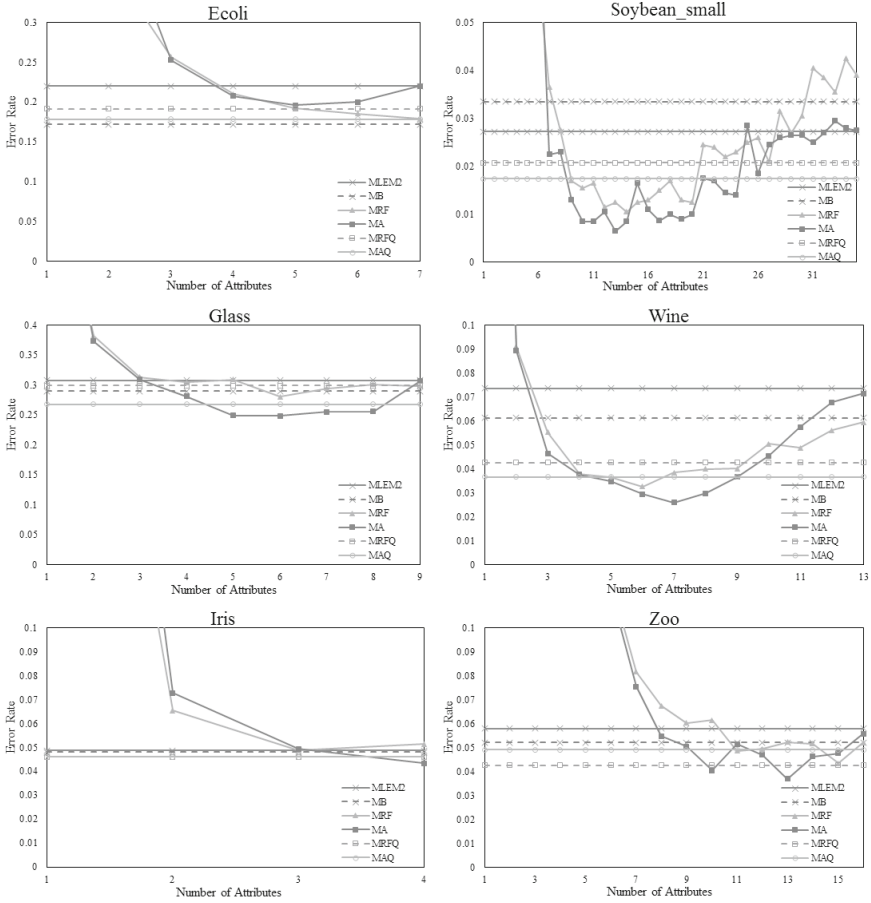 Ecoli
0.3
0.25
0.2
0.15
0.1
0.05
0
Error Rate
1 2 3 4 5 6 7
Number of Attributes
MLEM2
MB
MRF
MA
MRFQ
MAQ
Soybean_small
0.05
0.04
0.03
0.02
0.01
0
Error Rate
1 6 11 16 21 26 31
Number of Attributes
MLEM2
MB
MRF
MA
MRFQ
MAQ
Glass
0.4
0.35
0.3
0.25
0.2
0.15
0.1
0.05
0
Error Rate
1 2 3 4 5 6 7 8 9
Number of Attributes
MLEM2
MB
MRF
MA
MRFQ
MAQ
Wine
0.1
0.09
0.08
0.07
0.06
0.05
0.04
0.03
0.02
0.01
0
Error Rate
1 3 5 7 9 11 13
Number of Attributes
MLEM2
MB
MRF
MA
MRFQ
MAQ
Iris
0.1
0.09
0.08
0.07
0.06
0.05
0.04
0.03
0.02
0.01
0
Error Rate
1 2 3 4
Number of Attributes
MLEM2
MB
MRF
MA
MRFQ
MAQ
Zoo
0.1
0.09
0.08
0.07
0.06
0.05
0.04
0.03
0.02
0.01
0
Error Rate
1 3 5 7 9 11 13 15
Number of Attributes
MLEM2
MB
MRF
MA
MRFQ
MAQ